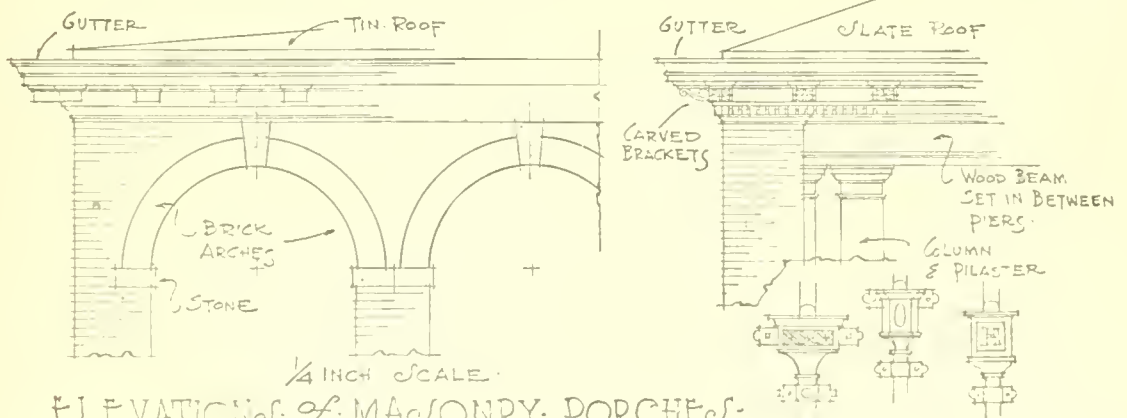 GUTTER
TIN. ROOF
BRICK
ARCHES
STONE
1/4 INCH SCALE.
GUTTER
SLATE ROOF
CARVED
BRACKETS
WOOD BEAM
SET IN BETWEEN
PIERS.
COLUMN
& PILASTER
ELEVATIONS. of. MASONRY. PORCHES.